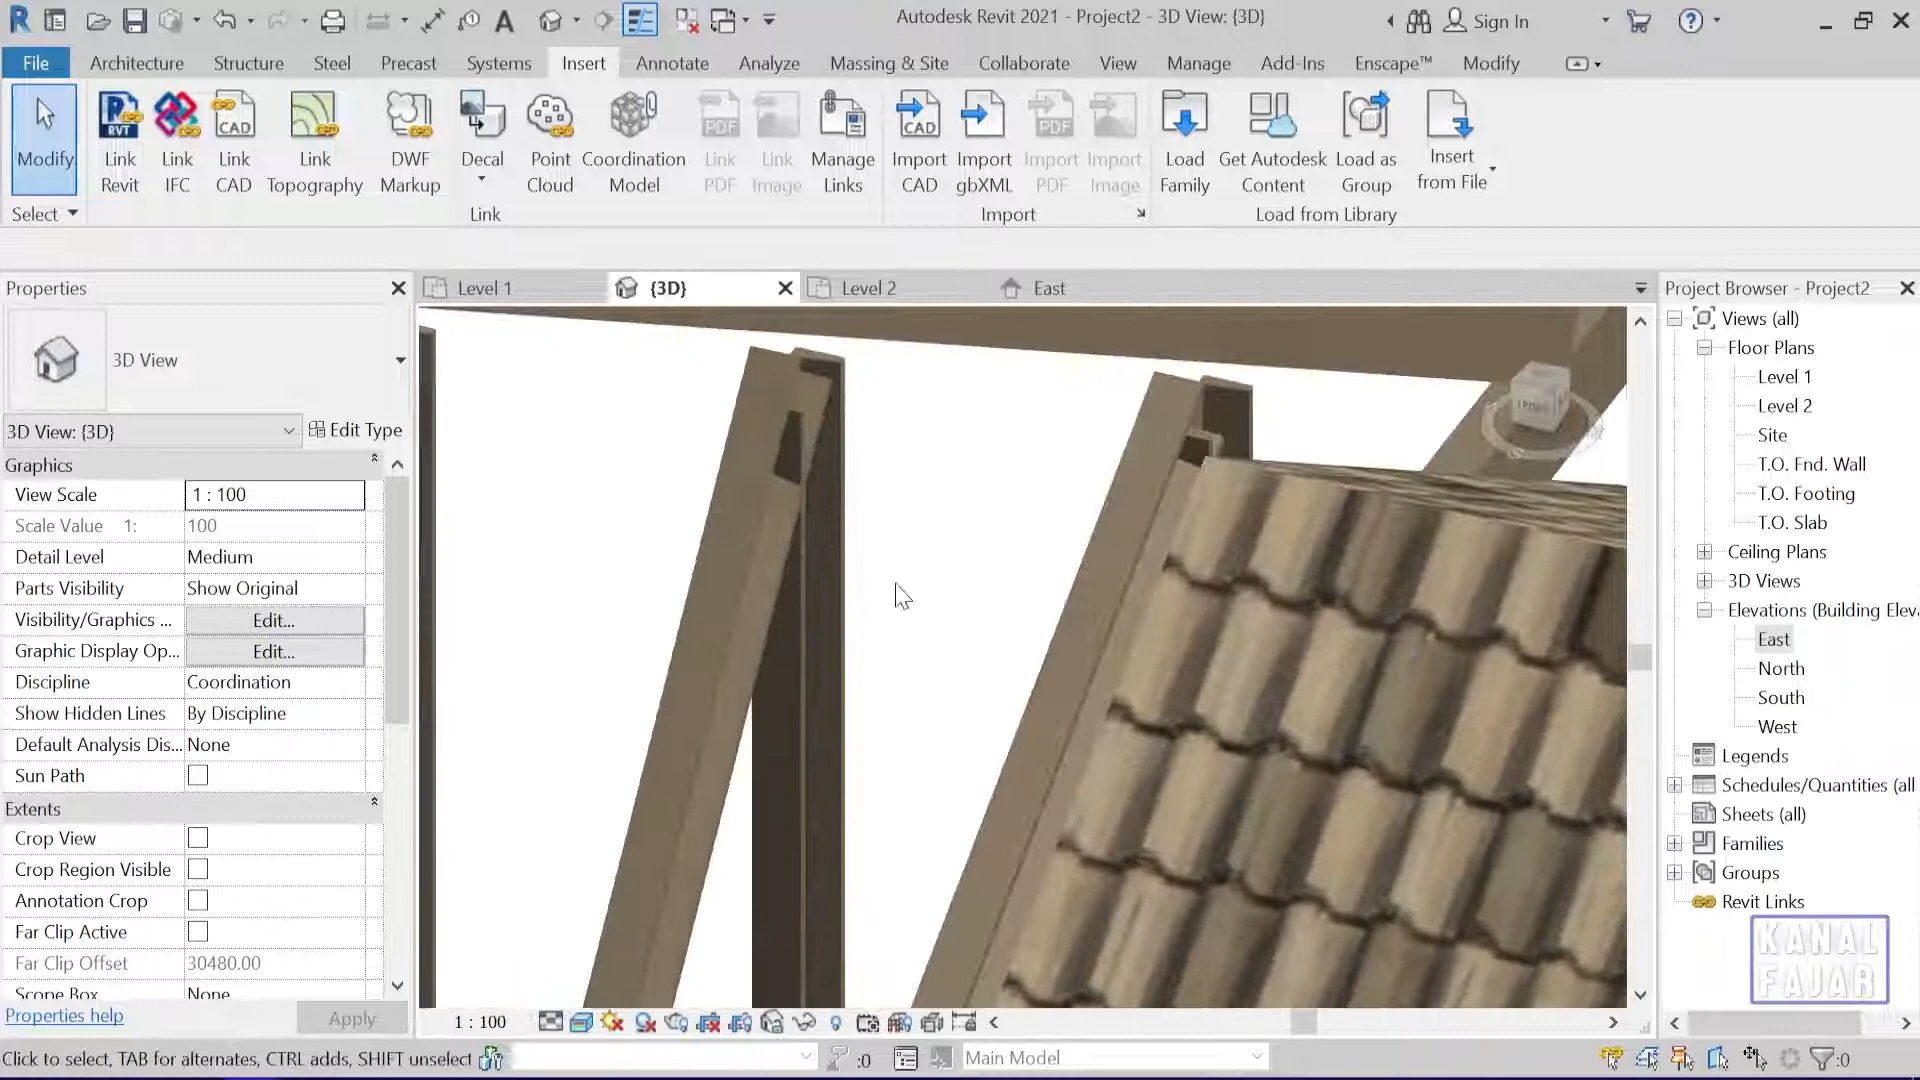 Autodesk Revit 2021 - Project2 - 3D View: {3D}
Sign In
File Architecture Structure Steel Precast Systems Insert Annotate Analyze Massing & Site Collaborate View Manage Add-Ins Enscape™ Modify
Modify
Link Revit
Link IFC
Link CAD
Link Topography
DWF Markup
Decal
Point Cloud
Coordination Model
Link PDF
Link Image
Manage Links
Import CAD
Import gbXML
Import PDF
Import Image
Load Family
Get Autodesk Content
Load as Group
Insert from File
Select
Link
Import
Load from Library
Properties
Level 1
{3D}
Level 2
East
Project Browser - Project2
3D View
3D View: {3D}
Edit Type
Graphics
View Scale 1 : 100
Scale Value 1: 100
Detail Level Medium
Parts Visibility Show Original
Visibility/Graphics ... Edit...
Graphic Display Op... Edit...
Discipline Coordination
Show Hidden Lines By Discipline
Default Analysis Dis... None
Sun Path
Extents
Crop View
Crop Region Visible
Annotation Crop
Far Clip Active
Far Clip Offset 30480.00
Scope Box None
Properties help
Apply
Views (all)
Floor Plans
Level 1
Level 2
Site
T.O. Fnd. Wall
T.O. Footing
T.O. Slab
Ceiling Plans
3D Views
Elevations (Building Elev
East
North
South
West
Legends
Schedules/Quantities (all
Sheets (all)
Families
Groups
Revit Links
KANAL
FAJAR
1 : 100
Click to select, TAB for alternates, CTRL adds, SHIFT unselect
:0
Main Model
:0